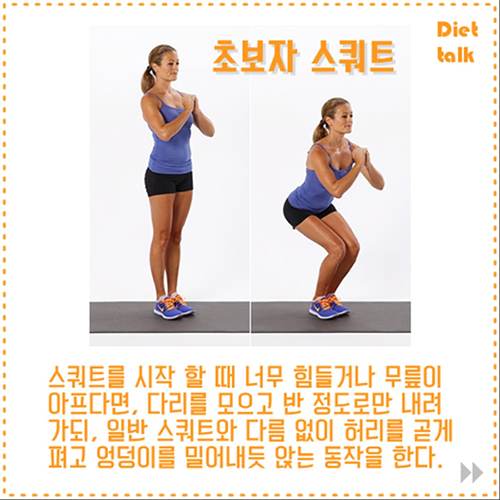 초보자 스쿼트
Diet
talk
스쿼트를 시작 할 때 너무 힘들거나 무릎이
아프다면, 다리를 모으고 반 정도로만 내려
가되, 일반 스쿼트와 다름 없이 허리를 곧게
펴고 엉덩이를 밀어내듯 앉는 동작을 한다.